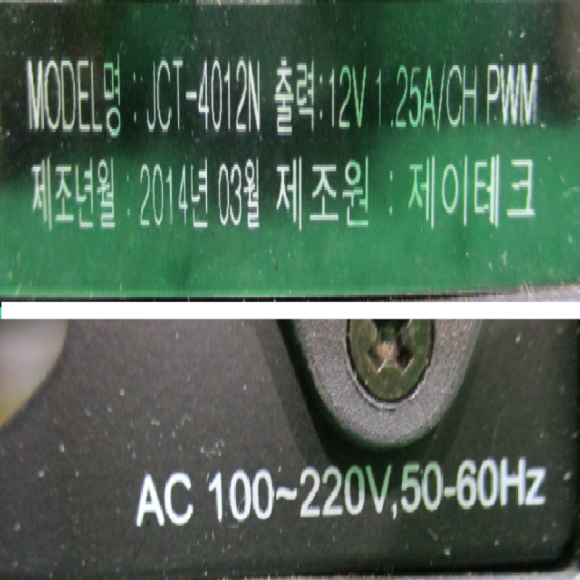 MODEL명 : JCT-4012N 출력:12V 1.25A/CH PWM
제조년월 : 2014년 03월 제조원 : 제이테크
AC 100~220V,50-60Hz